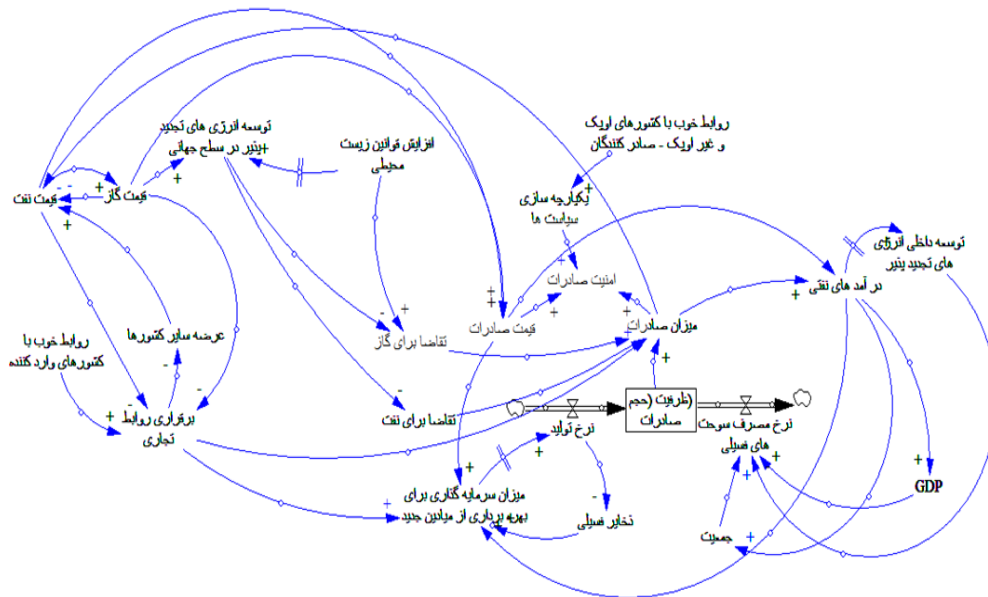 روابط خوب با کشورهای اوپک
و غیر اوپک - صادر کنندگان
توسعه انرژی های تجدید
پذیر در سطح جهانی
افزایش قوانین زیست
محیطی
قیمت نفت
قیمت گاز
یکپارچه سازی
سیاست ها
توسعه داخلی انرژی
های تجدید پذیر
امنیت صادرات
در آمد های نفتی
قیمت صادرات
میزان صادرات
تقاضا برای گاز
عرضه سایر کشورها
روابط خوب با
کشورهای وارد کننده
برقراری روابط
تجاری
تقاضا برای نفت
نرخ تولید
(ظرفیت (حجم
صادرات
نرخ مصرف سوخت
های فسیلی
میزان سرمایه گذاری برای
بهره برداری از میادین جدید
ذخایر فسیلی
جمعیت
GDP